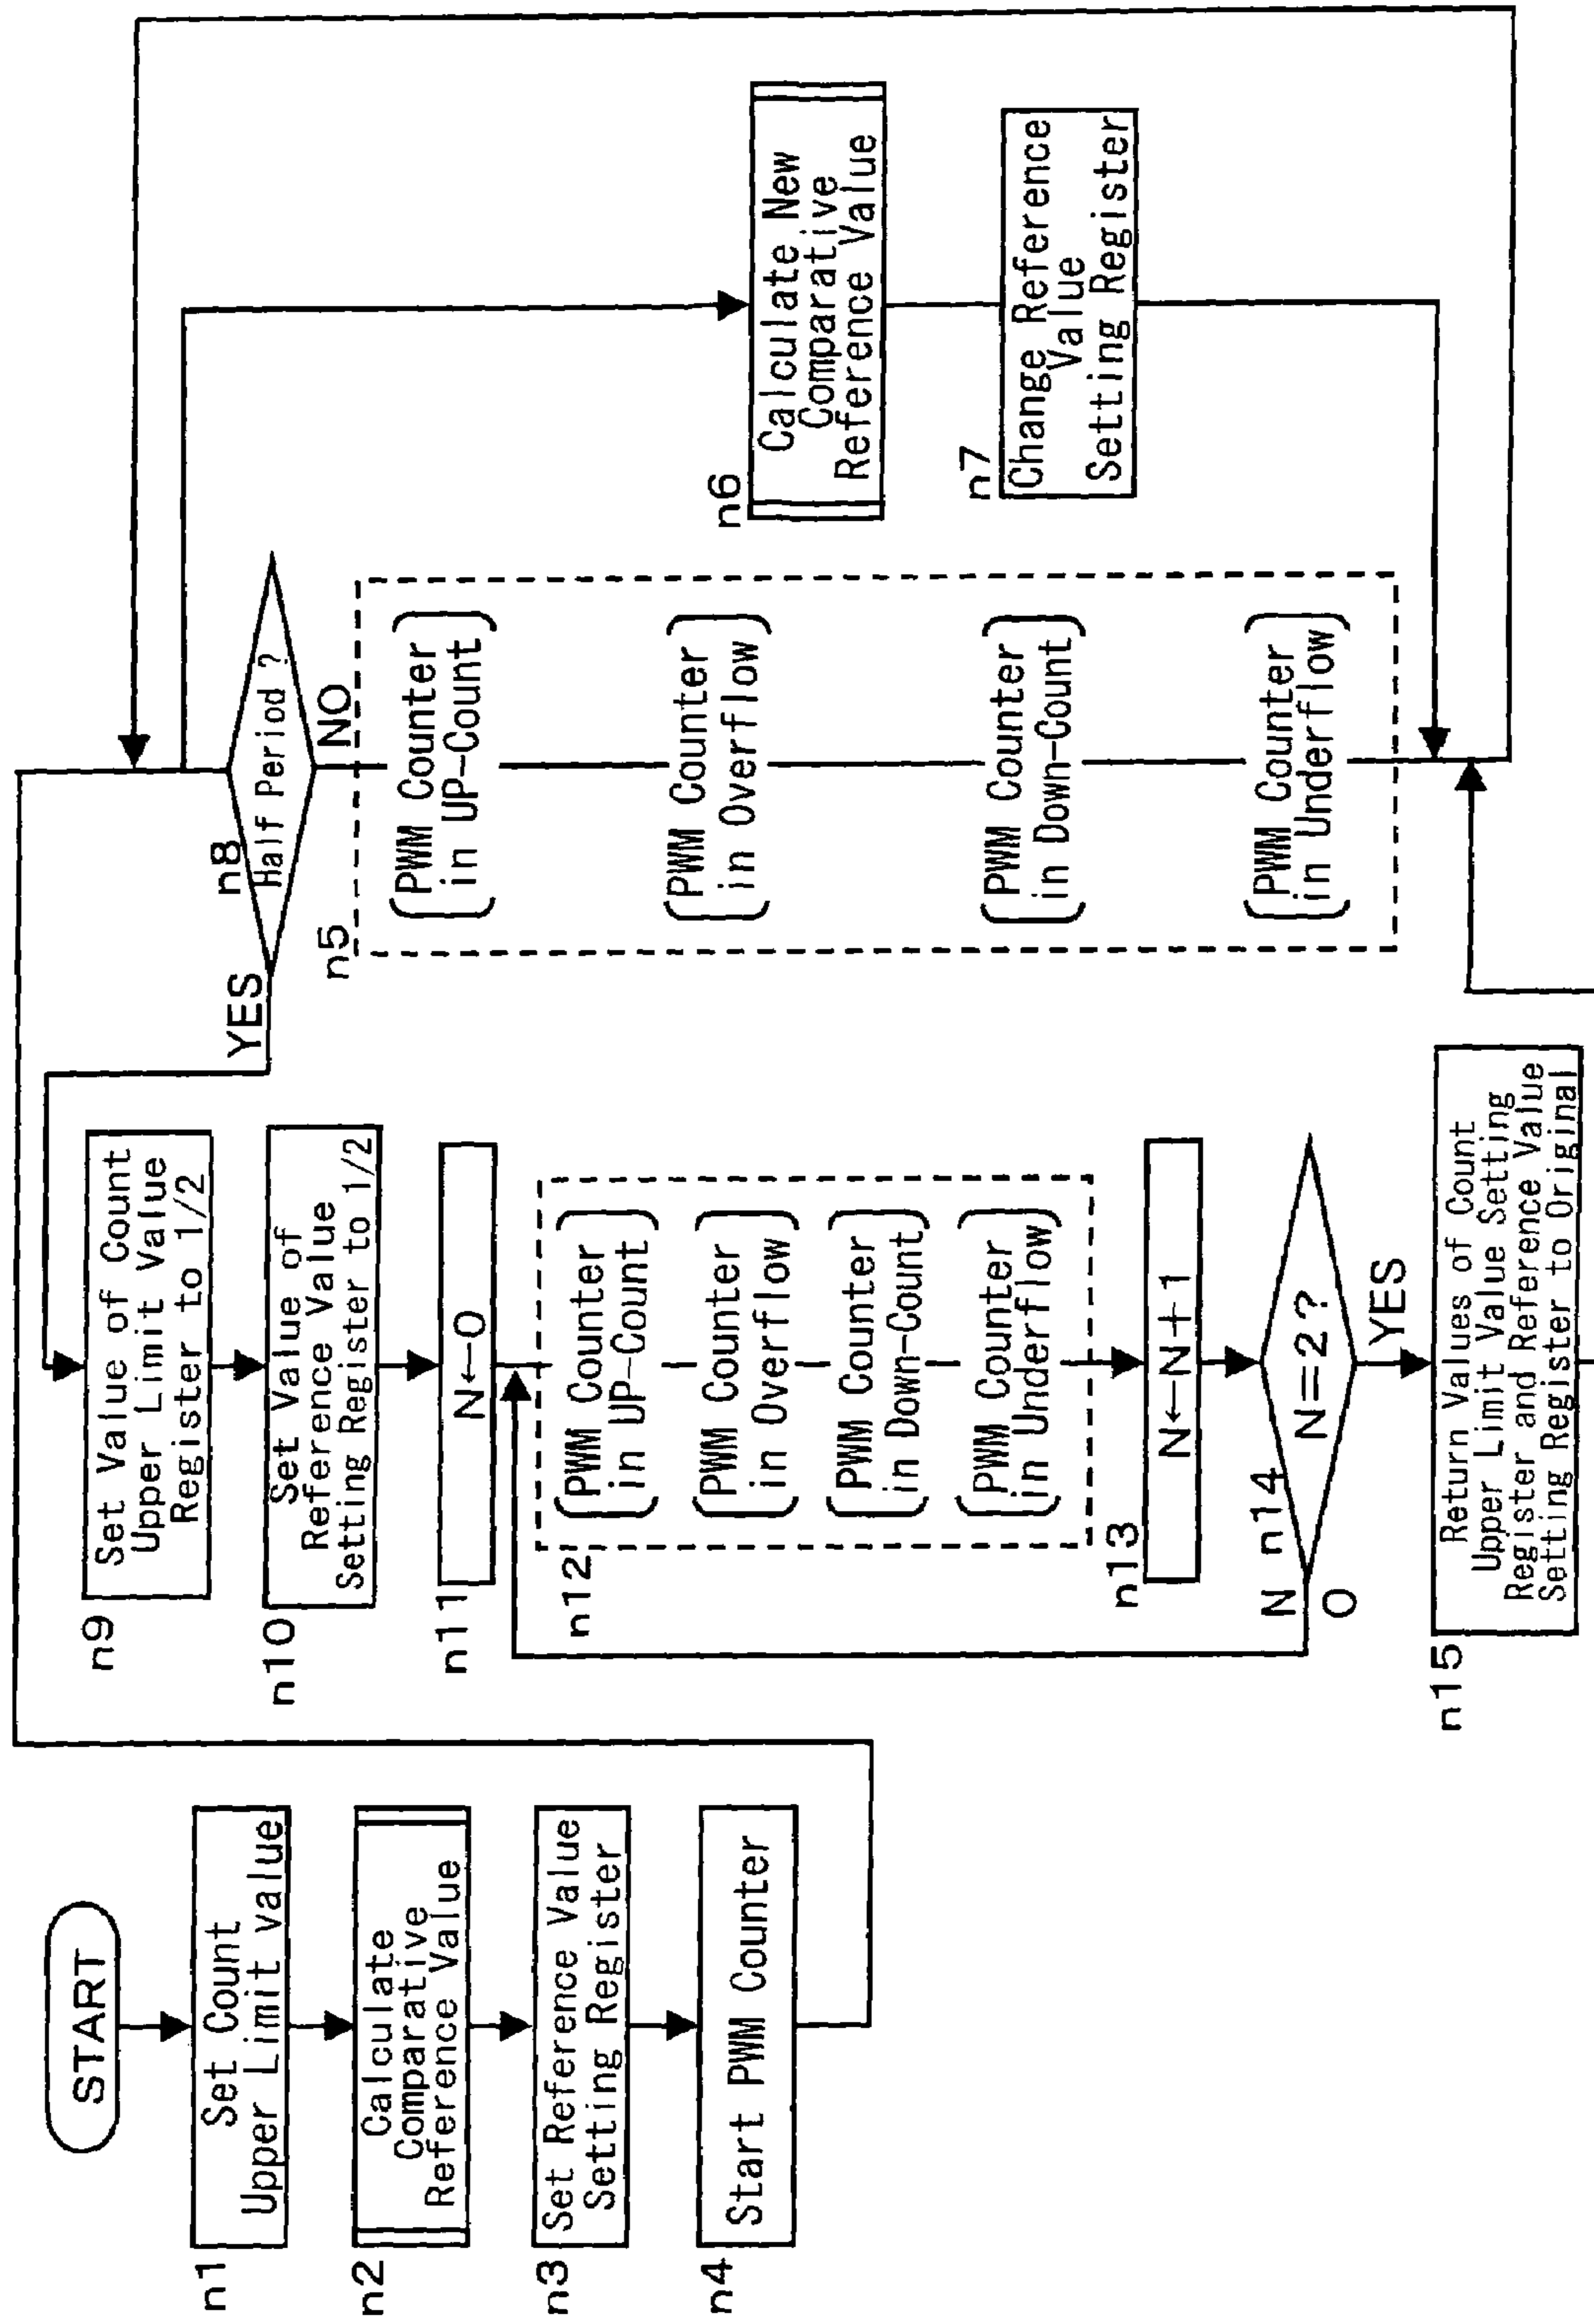 START
n1
Set Count
Upper Limit value
n2
Calculate
Comparative
Reference Value
n3
Set Reference Value
Setting Register
n4
Start PWM Counter
n9
Set Value of Count
Upper Limit Value
Register to 1/2
n10
Set Value of
Reference Value
Setting Register to 1/2
n11
N←0
n12
PWM Counter
in UP-Count
PWM Counter
in Overflow
PWM Counter
in Down-Count
PWM Counter
in Underflow
n13
N←N+1
n14
N=2?
N
O
YES
n15
Return Values of Count
Upper Limit Value Setting
Register and Reference Value
Setting Register to Original
n8
Half Period ?
YES
NO
n5
PWM Counter
in UP-Count
PWM Counter
in Overflow
PWM Counter
in Down-Count
PWM Counter
in Underflow
n6
Calculate New
Comparative
Reference Value
n7
Change Reference
Value
Setting Register